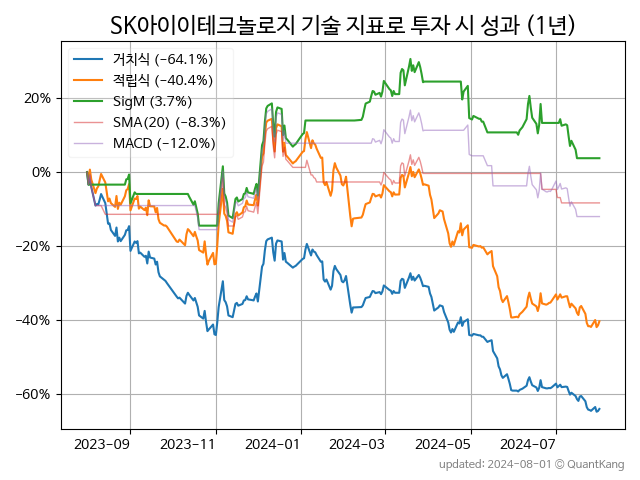 SK아이이테크놀로지 기술 지표로 투자 시 성과 (1년)
거치식 (−64.1%)
적립식 (−40.4%)
SigM (3.7%)
SMA(20) (−8.3%)
MACD (−12.0%)
20%
0%
−20%
−40%
−60%
2023-09 2023-11 2024-01 2024-03 2024-05 2024-07
updated: 2024-08-01 © QuantKang